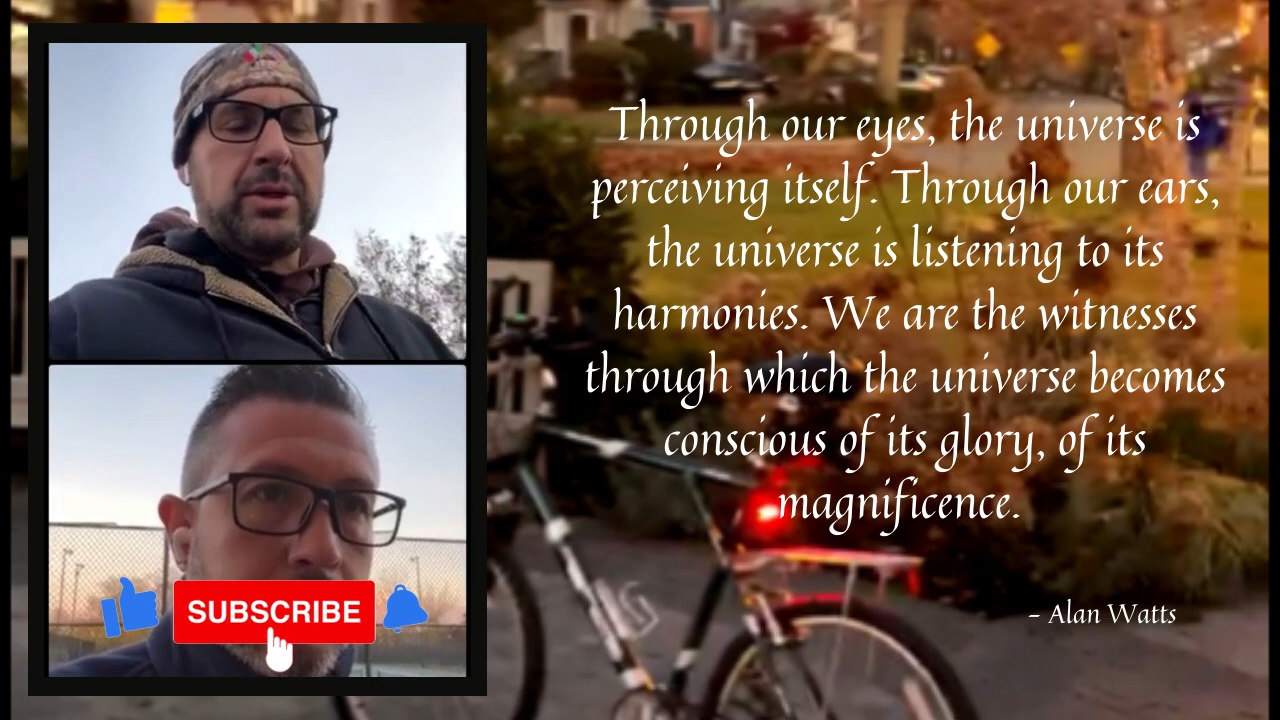 Through our eyes, the universe is
perceiving itself. Through our ears,
the universe is listening to its
harmonies. We are the witnesses
through which the universe becomes
conscious of its glory, of its
magnificence.
- Alan Watts
SUBSCRIBE